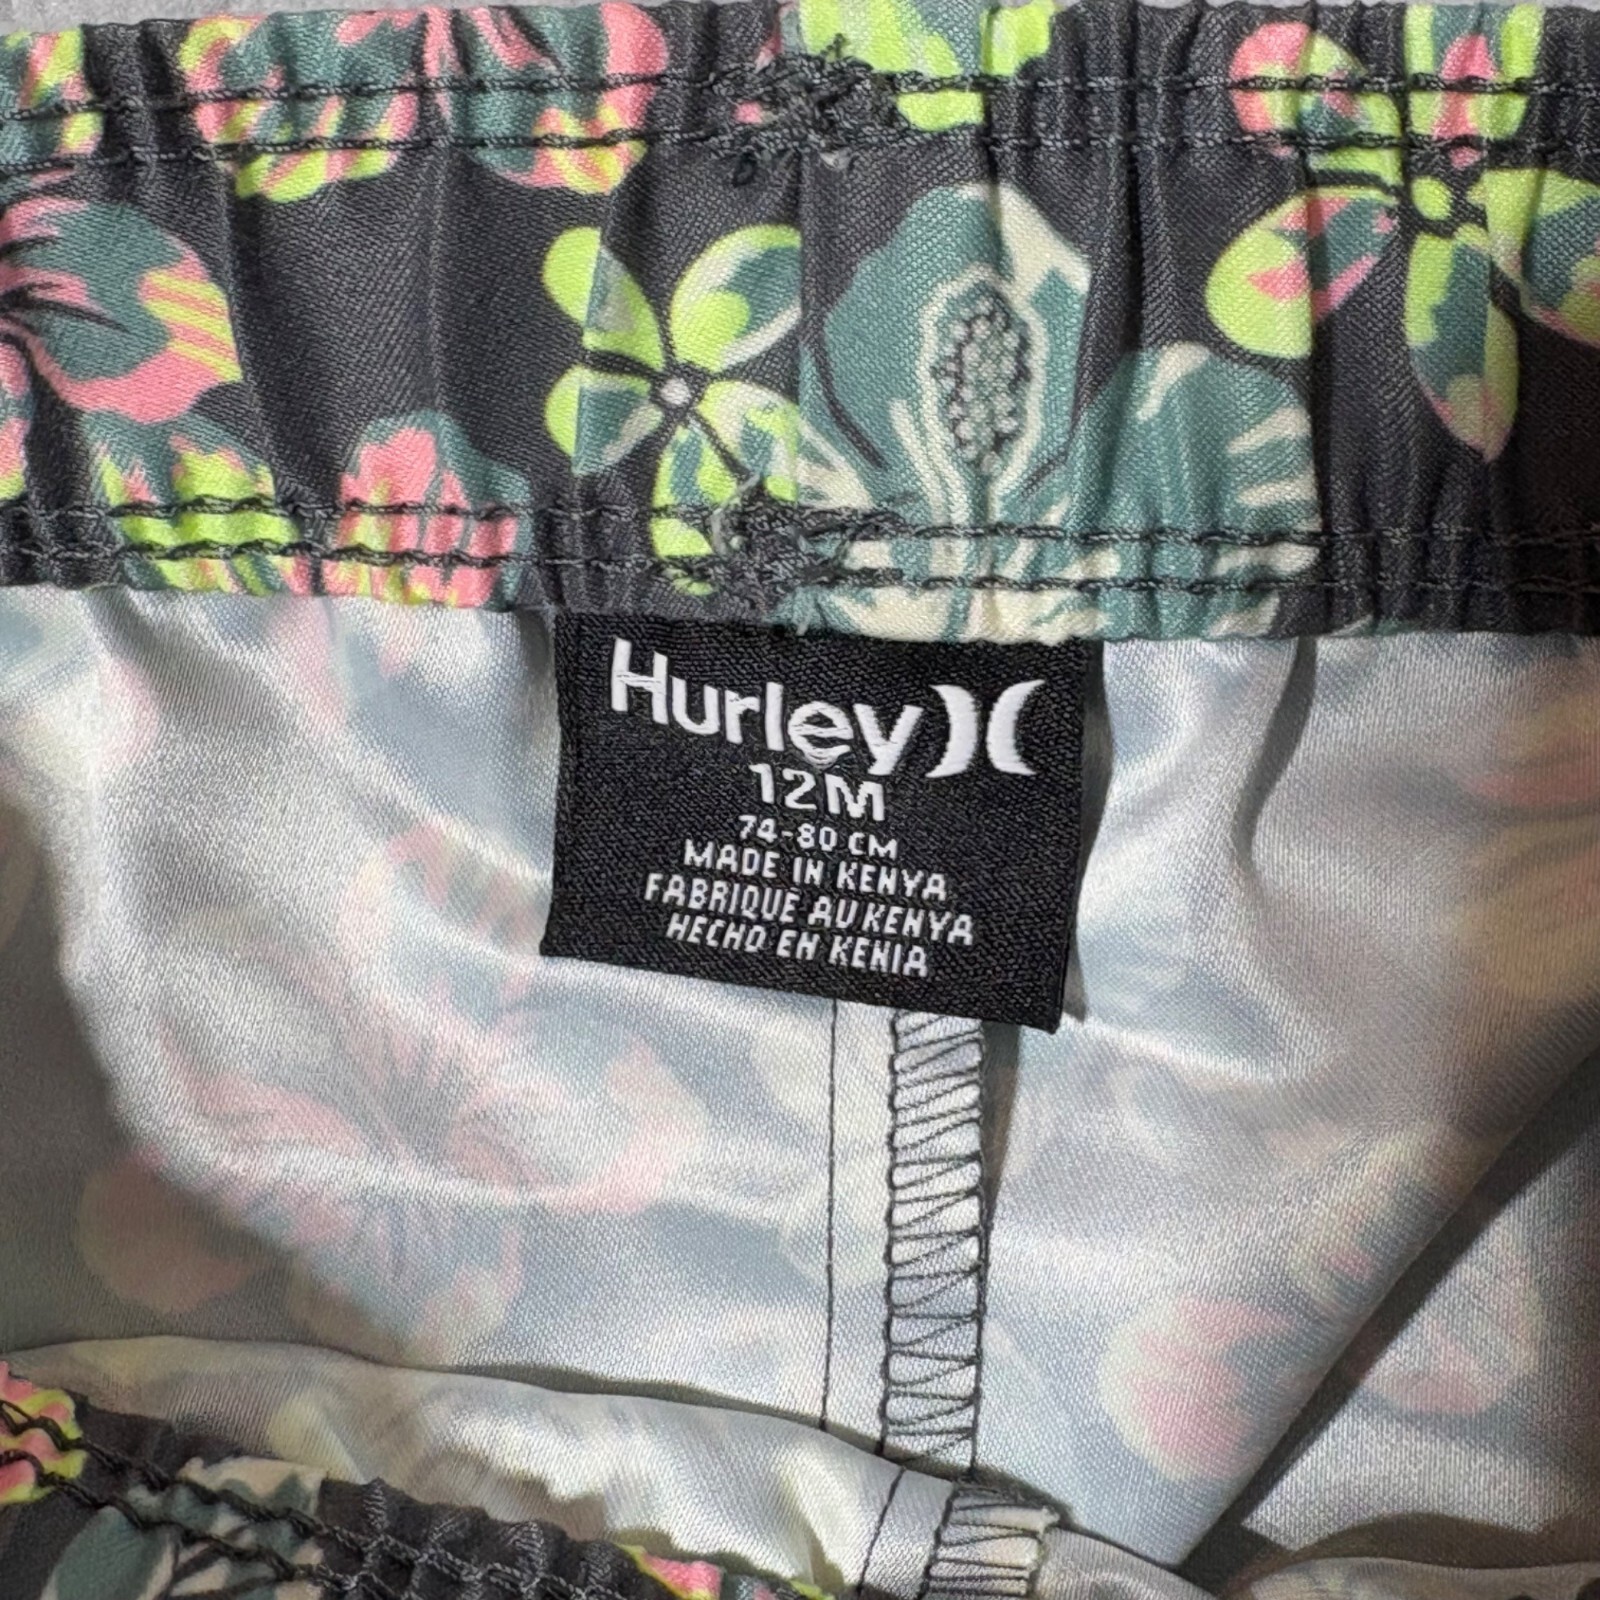 Hurley
12M
74-80 CM
MADE IN KENYA
FABRIQUÉ AU KENYA
HECHO EN KENIA